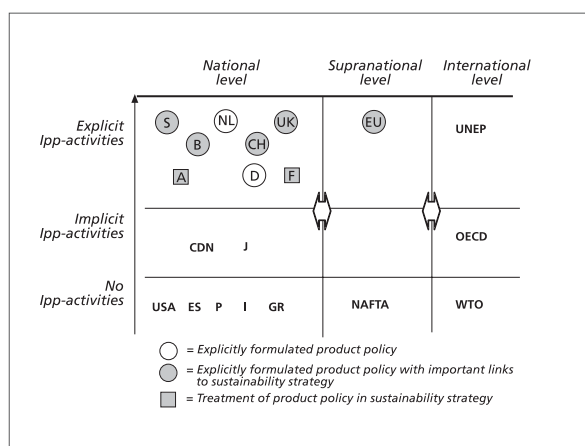 National level
Supranational level
International level
Explicit Ipp-activities
S
NL
UK
EU
UNEP
B
CH
A
D
F
Implicit Ipp-activities
CDN
J
OECD
No Ipp-activities
USA ES P I GR
NAFTA
WTO
= Explicitly formulated product policy
= Explicitly formulated product policy with important links
to sustainability strategy
= Treatment of product policy in sustainability strategy